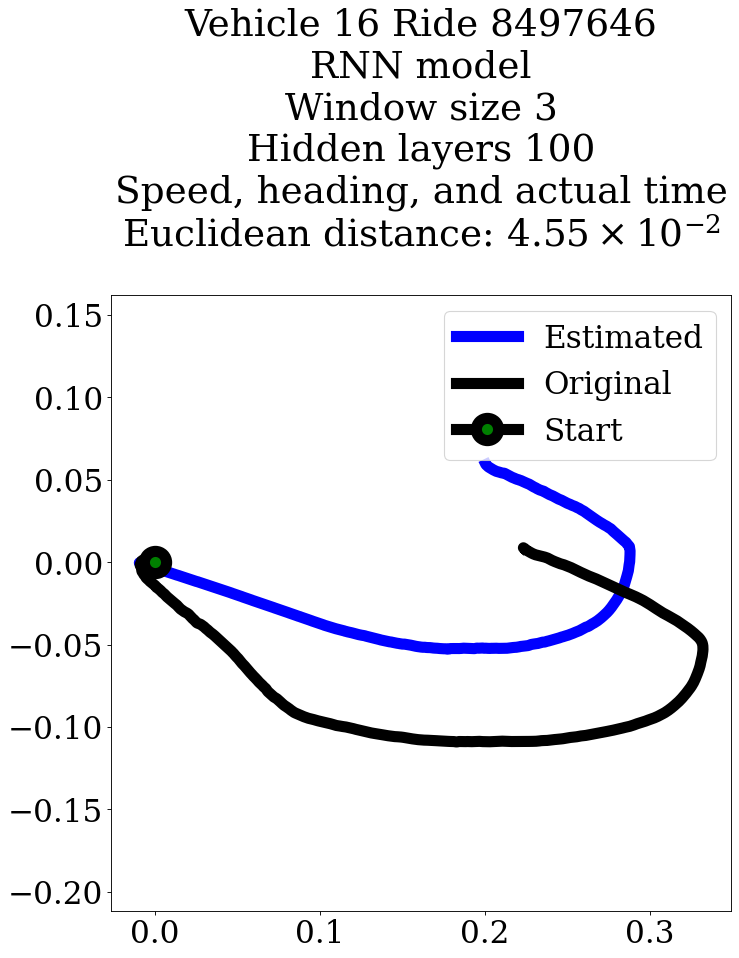 Vehicle 16 Ride 8497646
RNN model
Window size 3
Hidden layers 100
Speed, heading, and actual time
Euclidean distance: 4.55 × 10⁻²
0.15
Estimated
0.10
Original
Start
0.05
0.00
−0.05
−0.10
−0.15
−0.20
0.0 0.1 0.2 0.3